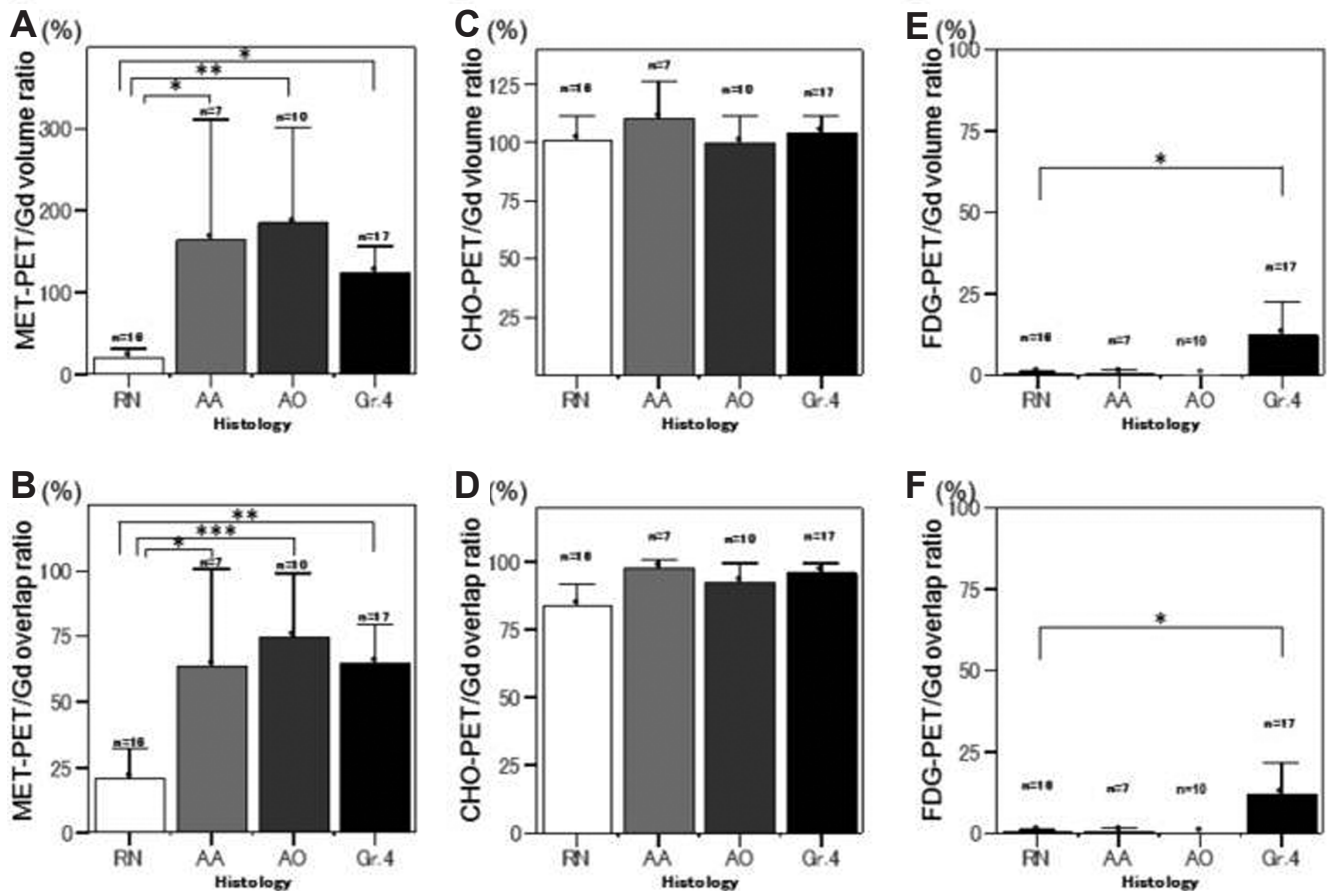 A (%)
MET-PET/Gd volume ratio
300
200
100
0
*
**
*
n=16
n=7
n=10
n=17
RN AA AO Gr.4
Histology
C (%)
CHO-PET/Gd vloume ratio
125
100
75
50
25
n=16
n=7
n=10
n=17
RN AA AO Gr.4
Histology
E (%)
FDG-PET/Gd volume ratio
100
75
50
25
0
*
n=16
n=7
n=10
n=17
RN AA AO Gr.4
Histology
B (%)
MET-PET/Gd overlap ratio
100
75
50
25
0
**
***
*
n=16
n=7
n=10
n=17
RN AA AO Gr.4
Histology
D (%)
CHO-PET/Gd overlap ratio
100
75
50
25
0
n=16
n=7
n=10
n=17
RN AA AO Gr.4
Histology
F (%)
FDG-PET/Gd overlap ratio
100
75
50
25
0
*
n=16
n=7
n=10
n=17
RN AA AO Gr.4
Histology